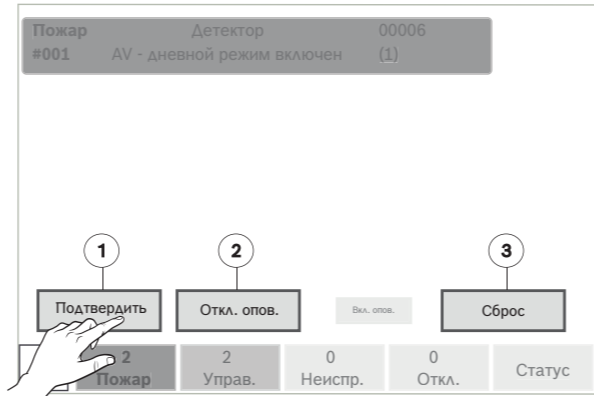 Пожар Детектор 00006
#001 AV - дневной режим включен (1)
1 2 3
Подтвердить Откл. опов. Вкл. опов. Сброс
2 2 0 0
Пожар Управ. Неиспр. Откл. Статус